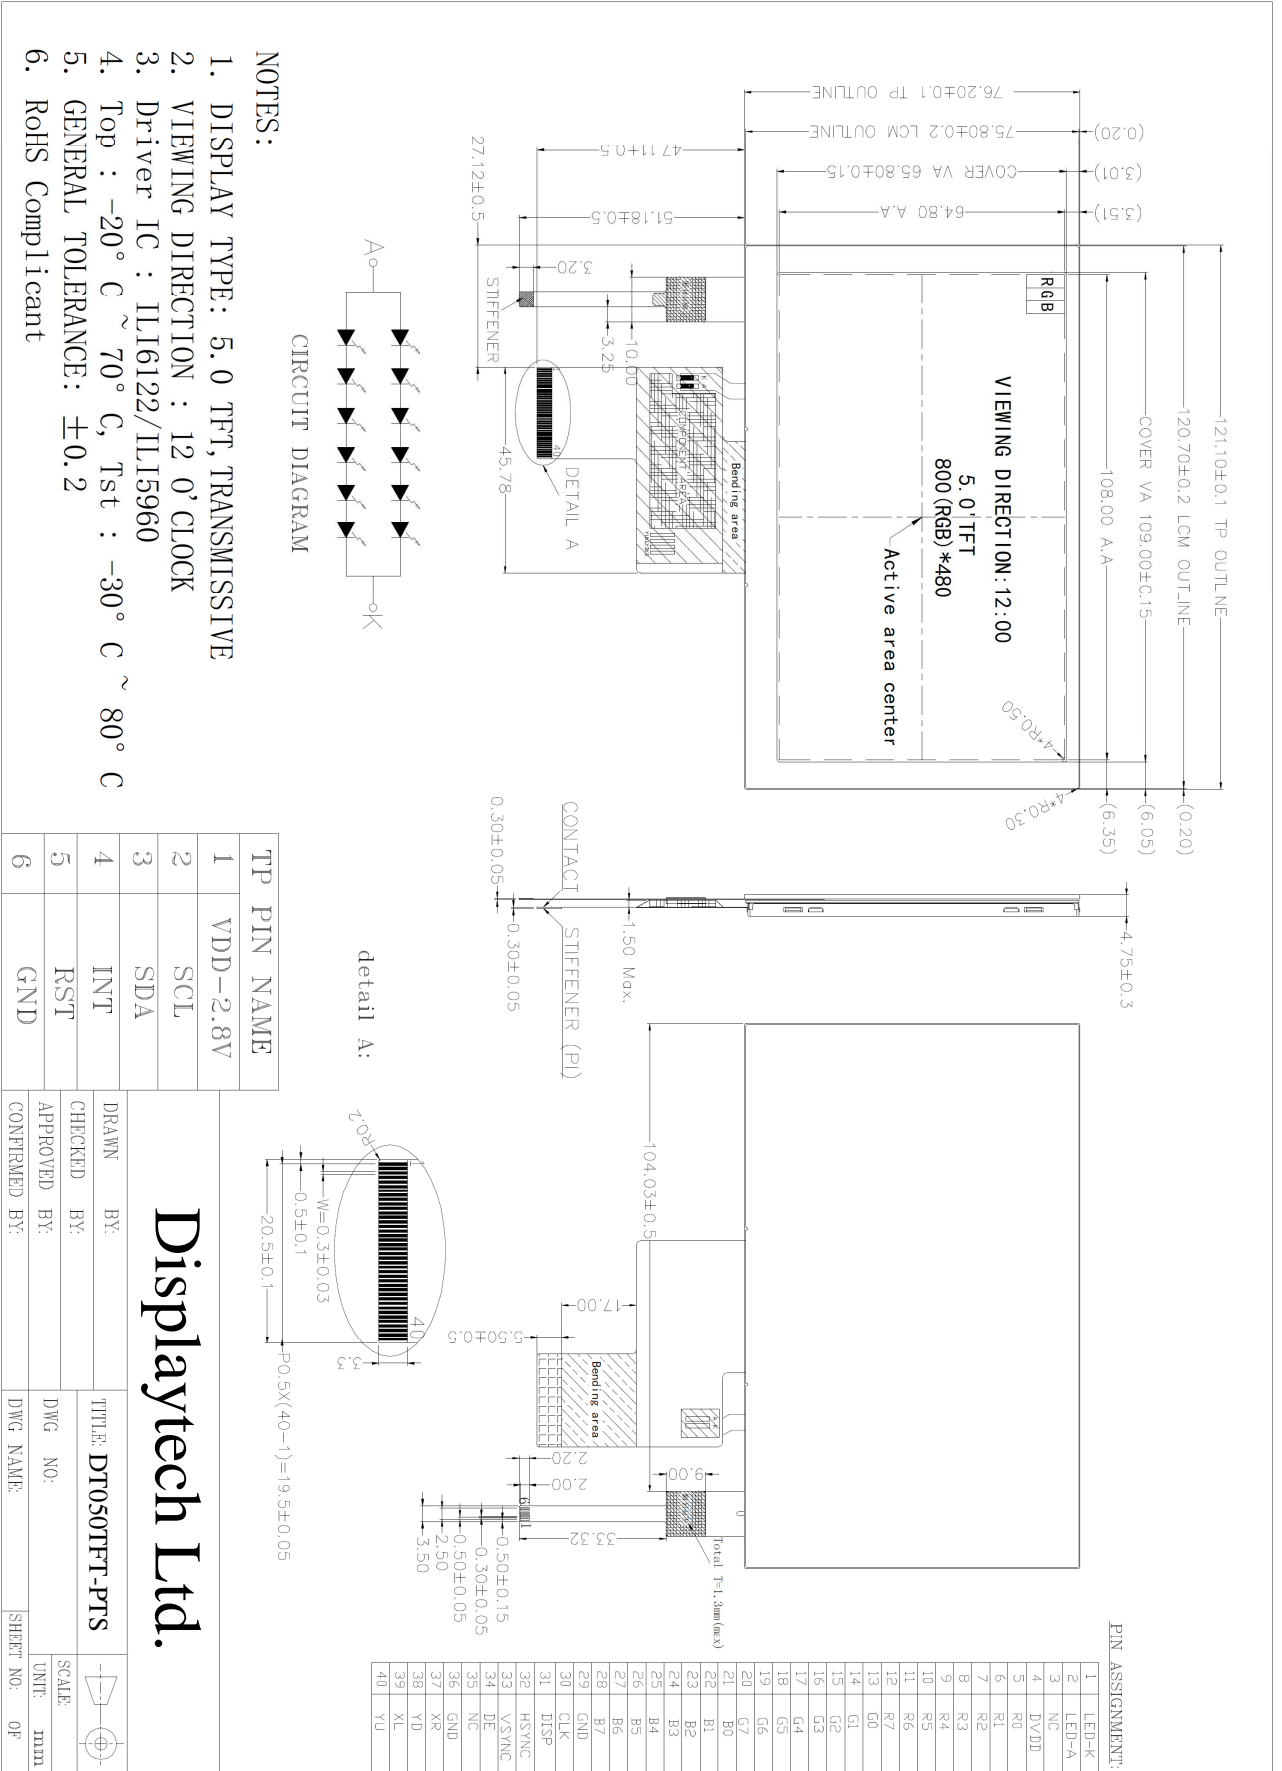 121.10±0.1 TP OUTLINE
120.70±0.2 LCM OUTLINE
COVER VA 109.00±0.15
108.00 A.A
(0.20)
(6.05)
(6.35)
4*R0.50
4*R0.30
76.20±0.1 TP OUTLINE
75.80±0.2 LCM OUTLINE
COVER VA 65.80±0.15
64.80 A.A
(0.20)
(3.01)
(3.51)
RGB
VIEWING DIRECTION:12:00
5.0'TFT
800(RGB)*480
Active area center
47.11±0.5
51.18±0.5
27.12±0.5
3.20
STIFFENER
10.00
3.25
Bending area
COMPONENT AREA
K A
40
45.78
DETAIL A
4.75±0.3
1.50 Max.
CONTACT
STIFFENER (PI)
0.30±0.05
0.30±0.05
104.03±0.5
17.00
5.50±0.5
Bending area
A K
9.00
2.20
2.00
33.32
6
1
Total T=1.3mm(max)
0.50±0.15
0.30±0.05
0.50±0.05
2.50
3.50
A
K
CIRCUIT DIAGRAM
detail A:
R0.2
1
40
3.3
W=0.3±0.03
0.5±0.1
20.5±0.1
P0.5X(40-1)=19.5±0.05
NOTES:
1. DISPLAY TYPE: 5.0 TFT,TRANSMISSIVE
2. VIEWING DIRECTION : 12 O'CLOCK
3. Driver IC : ILI6122/ILI5960
4. Top : -20° C ~ 70° C, Tst : -30° C ~ 80° C
5. GENERAL TOLERANCE: ±0.2
6. RoHS Complicant
TP PIN NAME
1 VDD-2.8V
2 SCL
3 SDA
4 INT
5 RST
6 GND
PIN ASSIGNMENT:
1 LED-K
2 LED-A
3 NC
4 DVDD
5 R0
6 R1
7 R2
8 R3
9 R4
10 R5
11 R6
12 R7
13 G0
14 G1
15 G2
16 G3
17 G4
18 G5
19 G6
20 G7
21 B0
22 B1
23 B2
24 B3
25 B4
26 B5
27 B6
28 B7
29 GND
30 CLK
31 DISP
32 HSYNC
33 VSYNC
34 DE
35 NC
36 GND
37 XR
38 YD
39 XL
40 YU
Displaytech Ltd.
DRAWN BY:
CHECKED BY:
APPROVED BY:
CONFIRMED BY:
TITLE: DT050TFT-PTS
DWG NO:
DWG NAME:
SCALE:
UNIT: mm
SHEET NO: OF